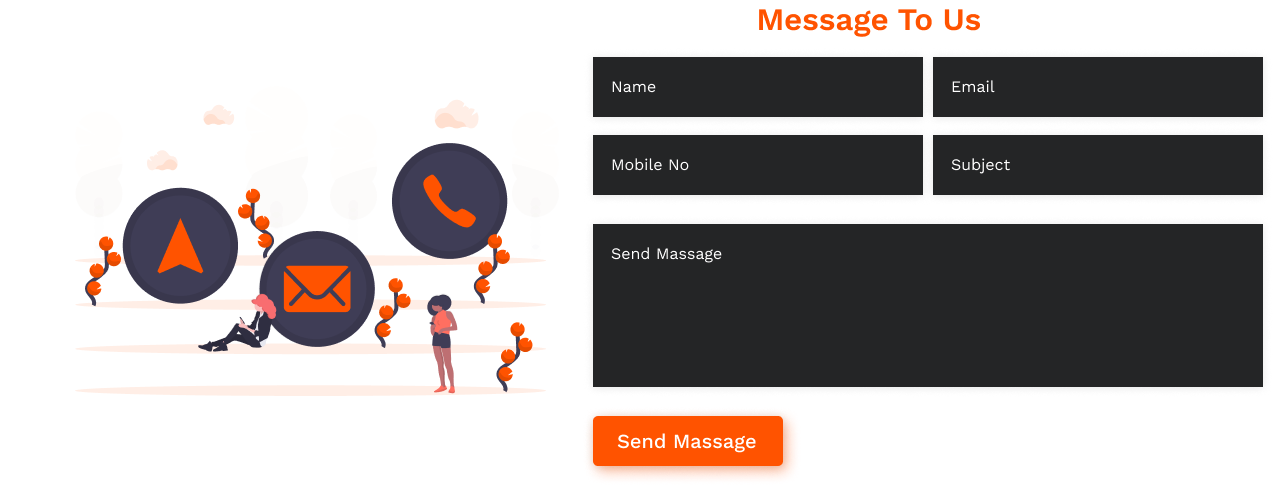 Message To Us
Name
Email
Mobile No
Subject
Send Massage
Send Massage